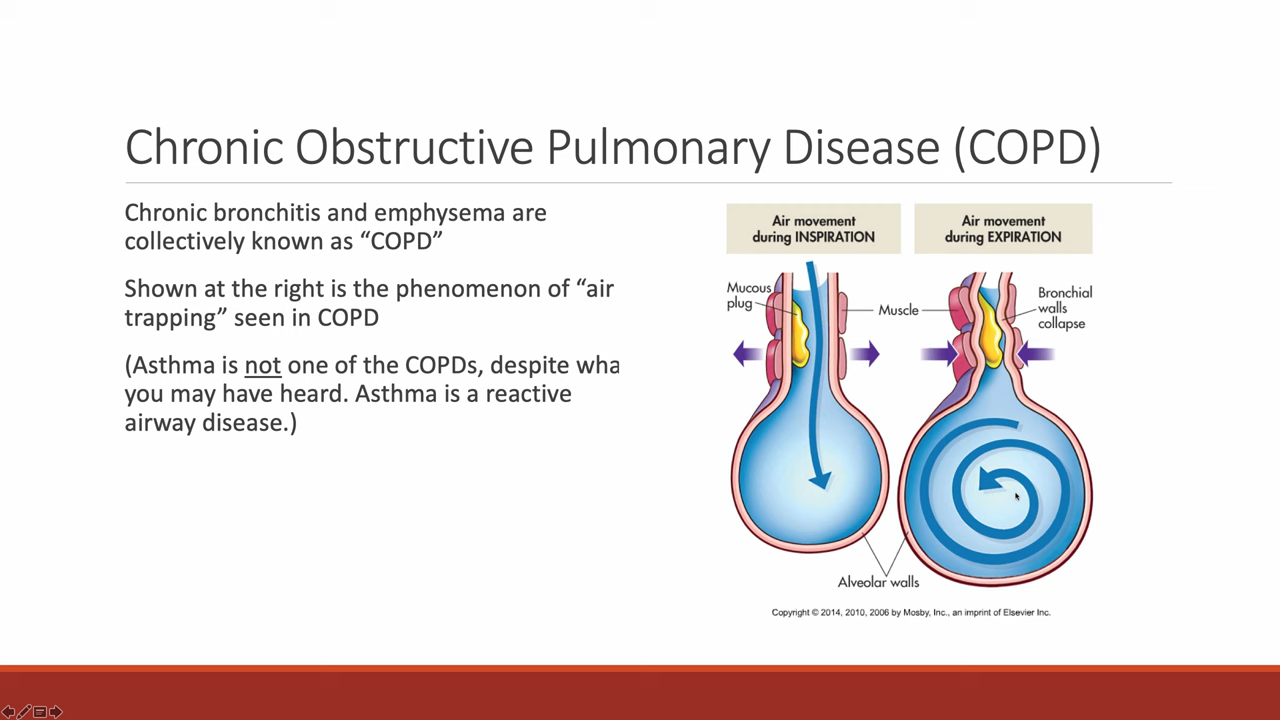 Chronic Obstructive Pulmonary Disease (COPD)
Chronic bronchitis and emphysema are
collectively known as “COPD”
Shown at the right is the phenomenon of “air
trapping” seen in COPD
(Asthma is not one of the COPDs, despite wha
you may have heard. Asthma is a reactive
airway disease.)
Air movement
during INSPIRATION
Air movement
during EXPIRATION
Mucous
plug
Muscle
Bronchial
walls
collapse
Alveolar walls
Copyright © 2014, 2010, 2006 by Mosby, Inc., an imprint of Elsevier Inc.